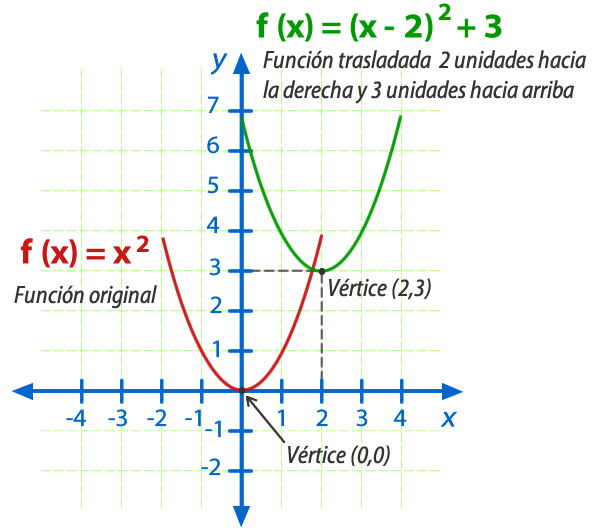 f (x) = (x - 2)² + 3
Función trasladada 2 unidades hacia
la derecha y 3 unidades hacia arriba
y
7
6
5
4
f (x) = x²
3
Función original
Vértice (2,3)
2
1
-4 -3 -2 -1 1 2 3 4 x
-1
Vértice (0,0)
-2